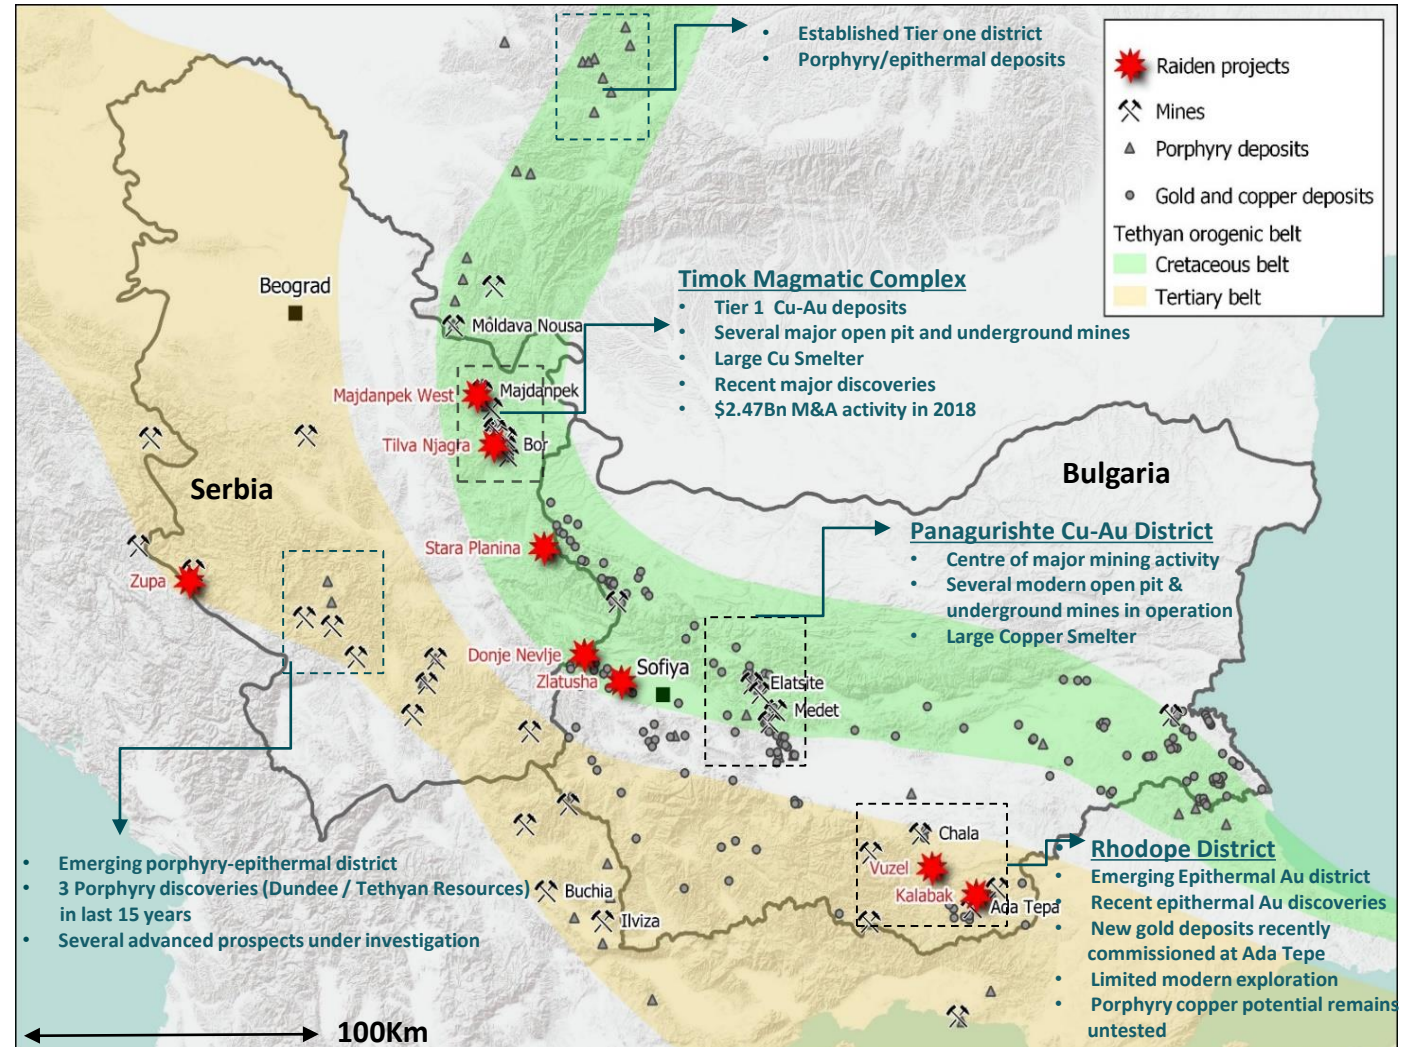 • Established Tier one district
• Porphyry/epithermal deposits
Raiden projects
Mines
Porphyry deposits
Gold and copper deposits
Tethyan orogenic belt
Cretaceous belt
Tertiary belt
Beograd
Moldava Nousa
Timok Magmatic Complex
• Tier 1 Cu-Au deposits
• Several major open pit and underground mines
• Large Cu Smelter
• Recent major discoveries
• $2.47Bn M&A activity in 2018
Majdanpek West
Majdanpek
Tilva Njagra
Bor
Serbia
Bulgaria
Stara Planina
Zupa
Panagurishte Cu-Au District
• Centre of major mining activity
• Several modern open pit &
underground mines in operation
• Large Copper Smelter
Donje Nevlje
Zlatusha
Sofiya
Elatsite
Medet
Chala
Vuzel
Kalabak
Ada Tepa
Buchia
Ilviza
• Emerging porphyry-epithermal district
• 3 Porphyry discoveries (Dundee / Tethyan Resources)
in last 15 years
• Several advanced prospects under investigation
• Rhodope District
• Emerging Epithermal Au district
• Recent epithermal Au discoveries
• New gold deposits recently
commissioned at Ada Tepe
• Limited modern exploration
• Porphyry copper potential remains
untested
100Km